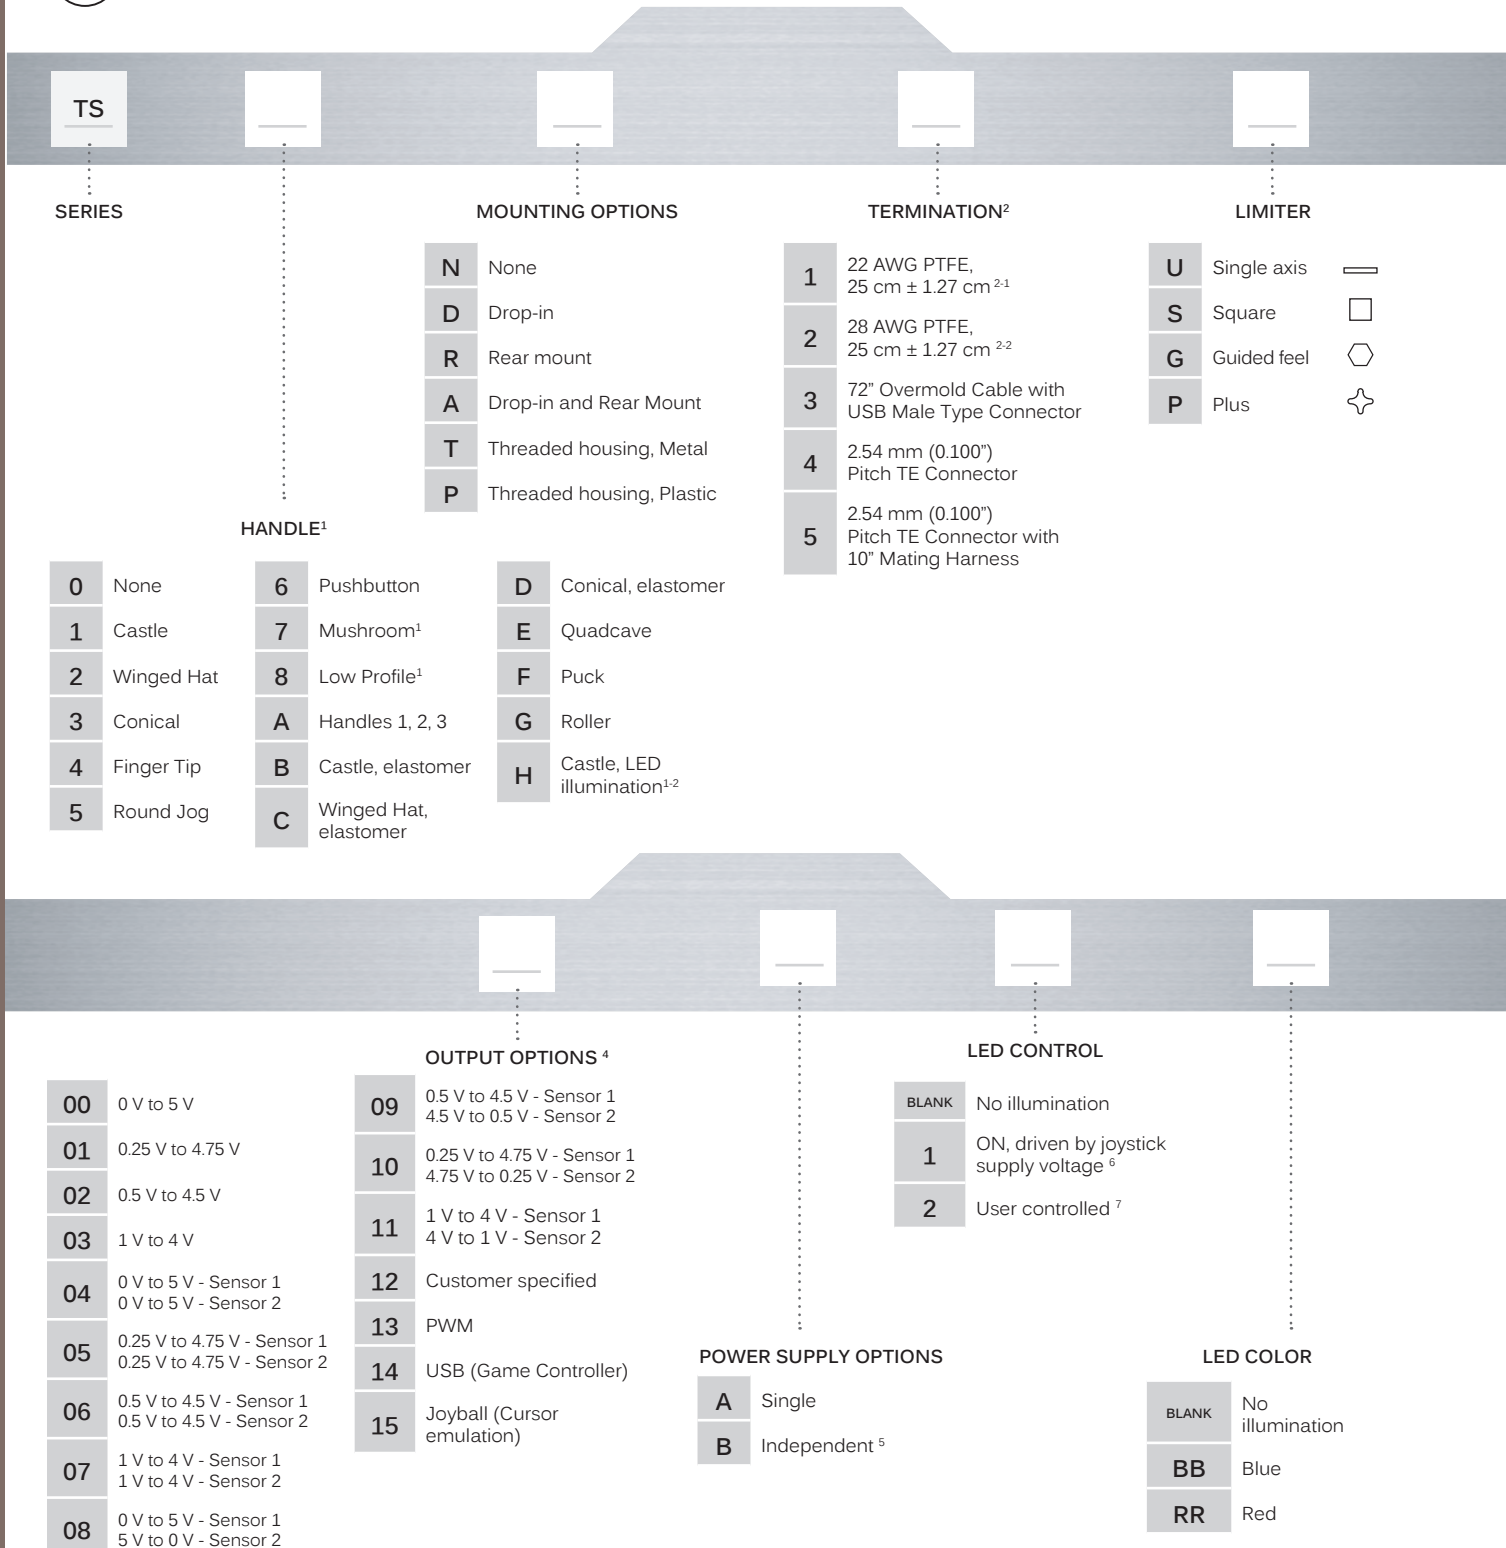 TS
SERIES
MOUNTING OPTIONS
N None
D Drop-in
R Rear mount
A Drop-in and Rear Mount
T Threaded housing, Metal
P Threaded housing, Plastic
TERMINATION²
1 22 AWG PTFE,
25 cm ± 1.27 cm ²⁻¹
2 28 AWG PTFE,
25 cm ± 1.27 cm ²⁻²
3 72” Overmold Cable with
USB Male Type Connector
4 2.54 mm (0.100”)
Pitch TE Connector
5 2.54 mm (0.100”)
Pitch TE Connector with
10” Mating Harness
LIMITER
U Single axis
S Square
G Guided feel
P Plus
HANDLE¹
0 None
1 Castle
2 Winged Hat
3 Conical
4 Finger Tip
5 Round Jog
6 Pushbutton
7 Mushroom¹
8 Low Profile¹
A Handles 1, 2, 3
B Castle, elastomer
C Winged Hat,
elastomer
D Conical, elastomer
E Quadcave
F Puck
G Roller
H Castle, LED
illumination¹⁻²
OUTPUT OPTIONS ⁴
00 0 V to 5 V
01 0.25 V to 4.75 V
02 0.5 V to 4.5 V
03 1 V to 4 V
04 0 V to 5 V - Sensor 1
0 V to 5 V - Sensor 2
05 0.25 V to 4.75 V - Sensor 1
0.25 V to 4.75 V - Sensor 2
06 0.5 V to 4.5 V - Sensor 1
0.5 V to 4.5 V - Sensor 2
07 1 V to 4 V - Sensor 1
1 V to 4 V - Sensor 2
08 0 V to 5 V - Sensor 1
5 V to 0 V - Sensor 2
09 0.5 V to 4.5 V - Sensor 1
4.5 V to 0.5 V - Sensor 2
10 0.25 V to 4.75 V - Sensor 1
4.75 V to 0.25 V - Sensor 2
11 1 V to 4 V - Sensor 1
4 V to 1 V - Sensor 2
12 Customer specified
13 PWM
14 USB (Game Controller)
15 Joyball (Cursor
emulation)
POWER SUPPLY OPTIONS
A Single
B Independent ⁵
LED CONTROL
BLANK No illumination
1 ON, driven by joystick
supply voltage ⁶
2 User controlled ⁷
LED COLOR
BLANK No
illumination
BB Blue
RR Red